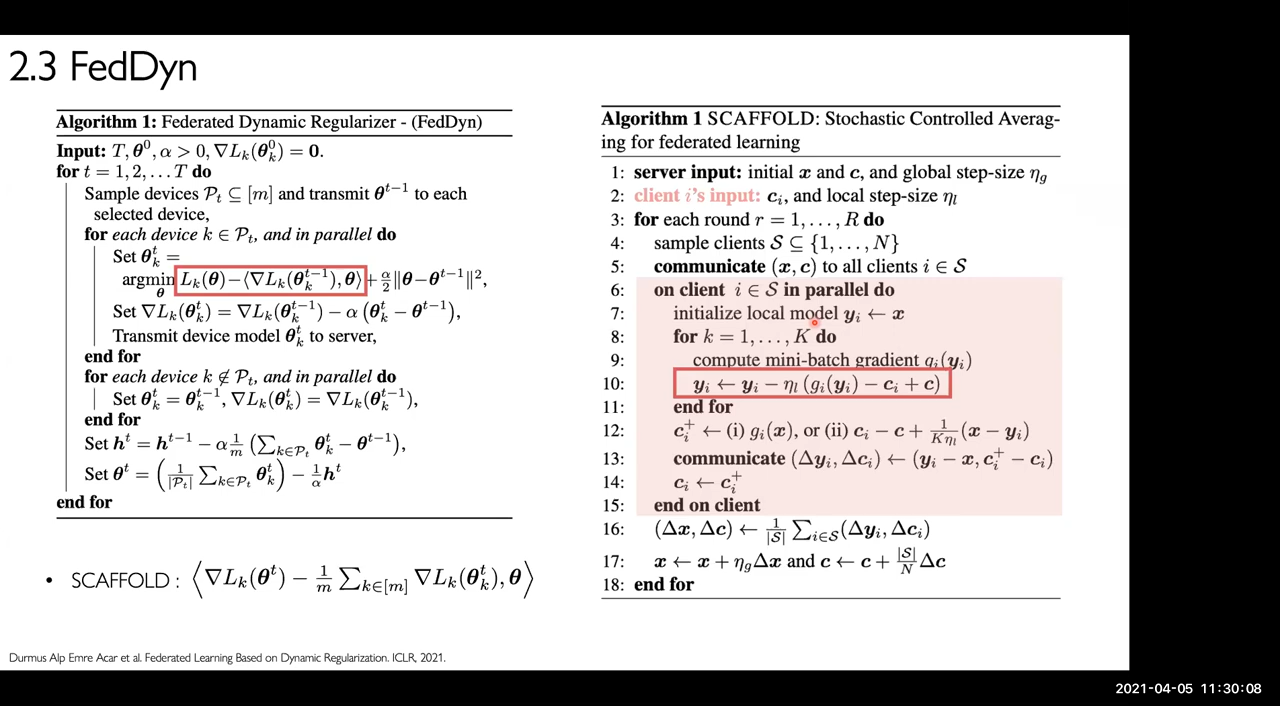 2.3 FedDyn
Algorithm 1: Federated Dynamic Regularizer - (FedDyn)
Input: T, θ⁰, α > 0, ∇L_k(θ_k^0) = 0.
for t = 1, 2, . . . T do
Sample devices P_t ⊆ [m] and transmit θ^{t−1} to each
selected device,
for each device k ∈ P_t, and in parallel do
Set θ_k^t =
argmin_θ L_k(θ)−⟨∇L_k(θ_k^{t−1}), θ⟩+ α/2 ∥θ−θ^{t−1}∥²,
Set ∇L_k(θ_k^t) = ∇L_k(θ_k^{t−1}) − α (θ_k^t − θ^{t−1}),
Transmit device model θ_k^t to server,
end for
for each device k ∉ P_t, and in parallel do
Set θ_k^t = θ_k^{t−1}, ∇L_k(θ_k^t) = ∇L_k(θ_k^{t−1}),
end for
Set h^t = h^{t−1} − α 1/m (∑_{k∈P_t} θ_k^t − θ^{t−1}),
Set θ^t = (1/|P_t| ∑_{k∈P_t} θ_k^t) − 1/α h^t
end for
• SCAFFOLD : ⟨∇L_k(θ^t) − 1/m ∑_{k∈[m]} ∇L_k(θ_k^t), θ⟩
Algorithm 1 SCAFFOLD: Stochastic Controlled Averag-
ing for federated learning
1: server input: initial x and c, and global step-size η_g
2: client i's input: c_i, and local step-size η_l
3: for each round r = 1, . . . , R do
4: sample clients S ⊆ {1, . . . , N}
5: communicate (x, c) to all clients i ∈ S
6: on client i ∈ S in parallel do
7: initialize local model y_i ← x
8: for k = 1, . . . , K do
9: compute mini-batch gradient g_i(y_i)
10: y_i ← y_i − η_l (g_i(y_i) − c_i + c)
11: end for
12: c_i^+ ← (i) g_i(x), or (ii) c_i − c + 1/(Kη_l) (x − y_i)
13: communicate (Δy_i, Δc_i) ← (y_i − x, c_i^+ − c_i)
14: c_i ← c_i^+
15: end on client
16: (Δx, Δc) ← 1/|S| ∑_{i∈S}(Δy_i, Δc_i)
17: x ← x + η_gΔx and c ← c + |S|/N Δc
18: end for
Durmus Alp Emre Acar et al. Federated Learning Based on Dynamic Regularization. ICLR, 2021.
2021-04-05 11:30:08